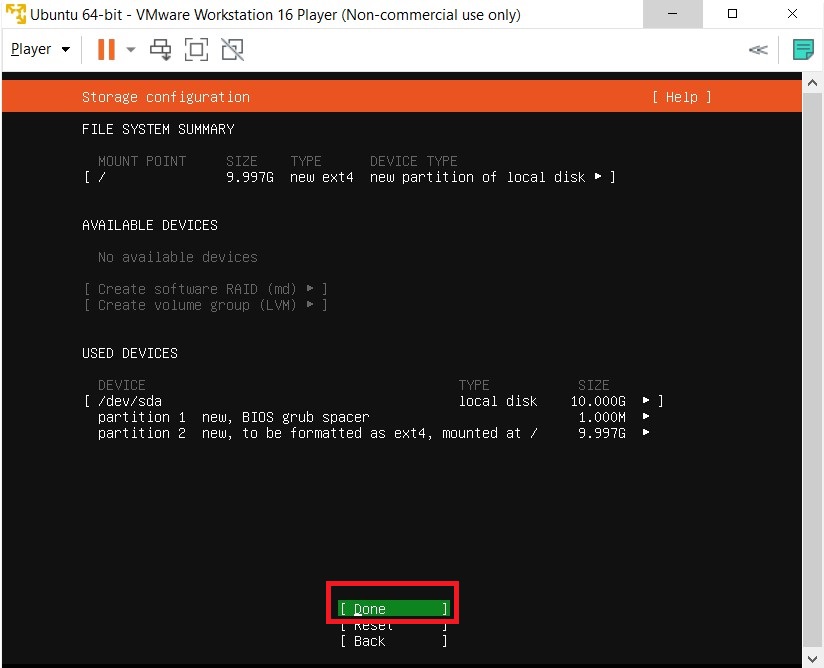 Ubuntu 64-bit - VMware Workstation 16 Player (Non-commercial use only)
Player
Storage configuration [ Help ]
FILE SYSTEM SUMMARY
MOUNT POINT SIZE TYPE DEVICE TYPE
[ / 9.997G new ext4 new partition of local disk ▸ ]
AVAILABLE DEVICES
No available devices
[ Create software RAID (md) ▸ ]
[ Create volume group (LVM) ▸ ]
USED DEVICES
DEVICE TYPE SIZE
[ /dev/sda local disk 10.000G ▸ ]
partition 1 new, BIOS grub spacer 1.000M ▸
partition 2 new, to be formatted as ext4, mounted at / 9.997G ▸
[ Done ]
[ Reset ]
[ Back ]